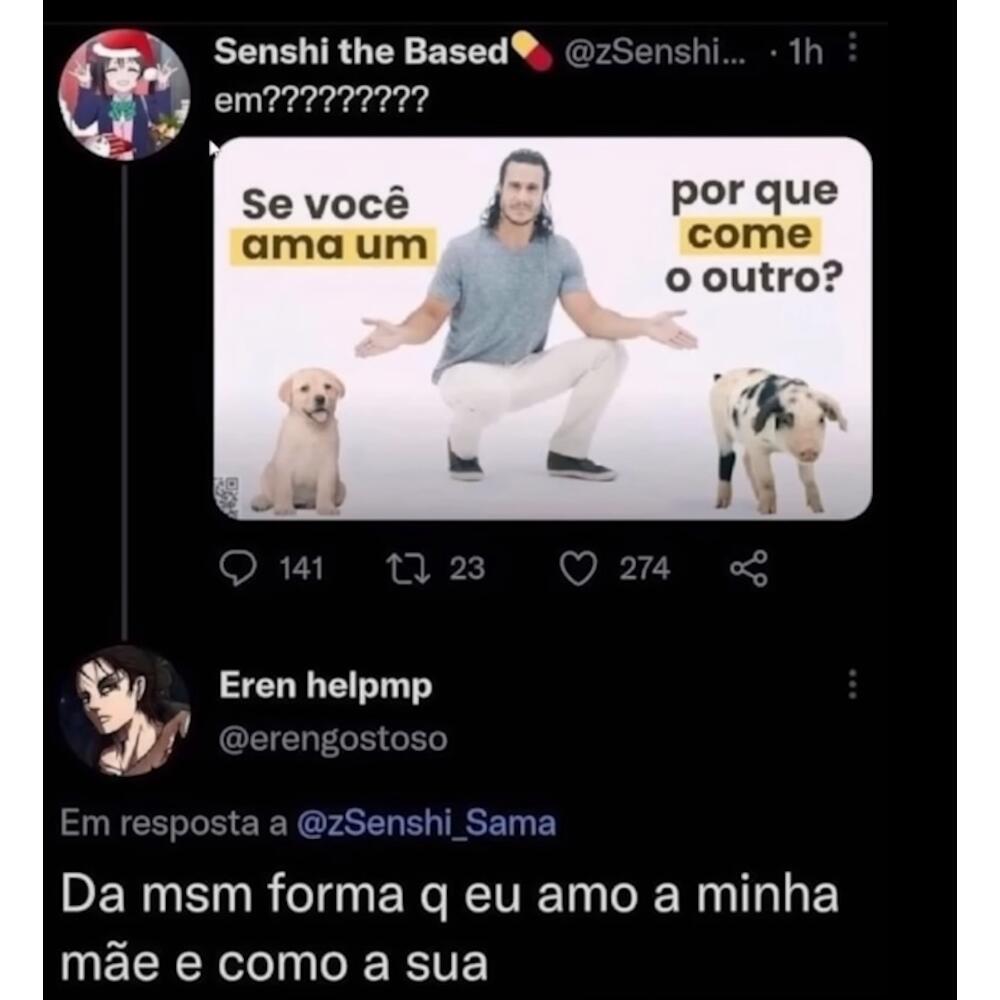 Senshi the Based💊 @zSenshi... · 1h
em?????????
Se você
ama um
por que
come
o outro?
141 23 274
Eren helpmp
@erengostoso
Em resposta a @zSenshi_Sama
Da msm forma q eu amo a minha
mãe e como a sua